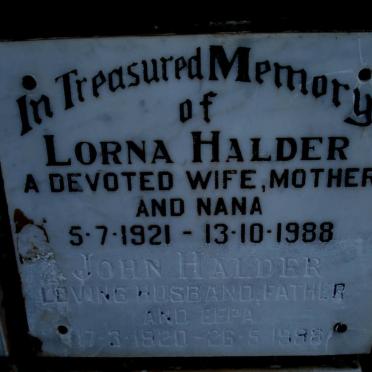 In Treasured Memory
of
LORNA HALDER
A DEVOTED WIFE, MOTHER
AND NANA
5·7·1921 - 13·10·1988
JOHN HALDER
LOVING HUSBAND, FATHER
AND